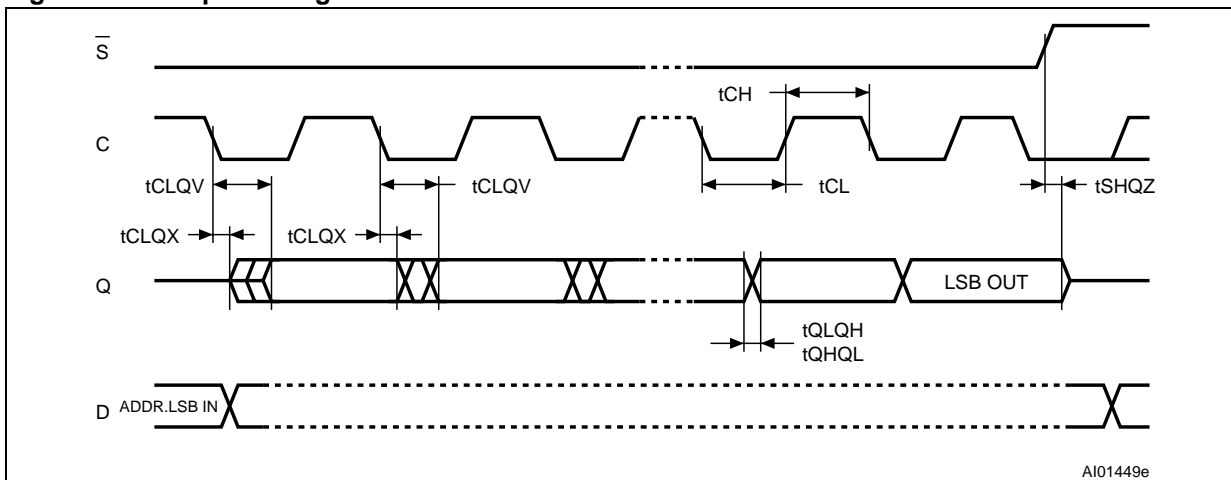 S
tCH
C
tCLQV
tCLQV
tCL
tSHQZ
tCLQX
tCLQX
Q
LSB OUT
tQLQH
tQHQL
D
ADDR.LSB IN
AI01449e